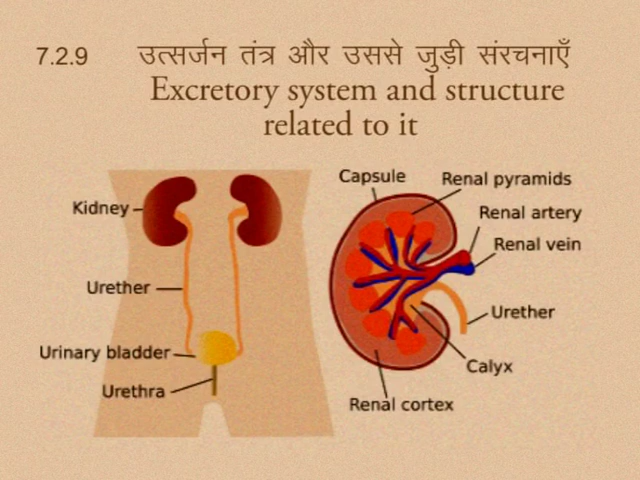 7.2.9 उत्सर्जन तंत्र और उससे जुड़ी संरचनाएँ
Excretory system and structure
related to it
Kidney
Urether
Urinary bladder
Urethra
Capsule
Renal pyramids
Renal artery
Renal vein
Urether
Calyx
Renal cortex